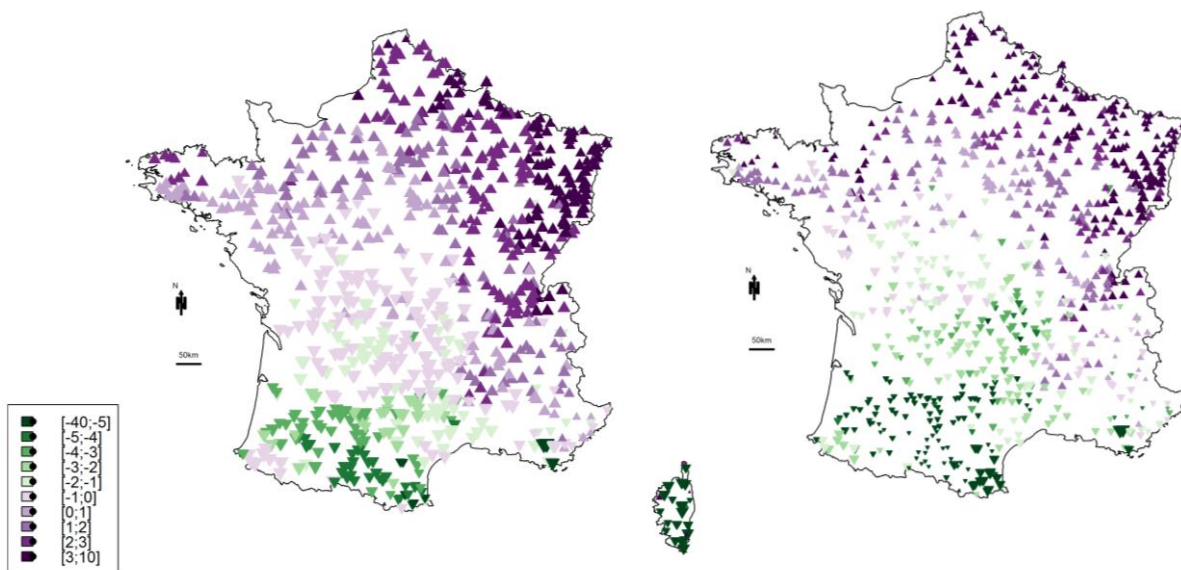 N
50km
N
50km
[-40;-5]
[-5;-4]
[-4;-3]
[-3;-2]
[-2;-1]
[-1;0]
[0;1]
[1;2]
[2;3]
[3;10]